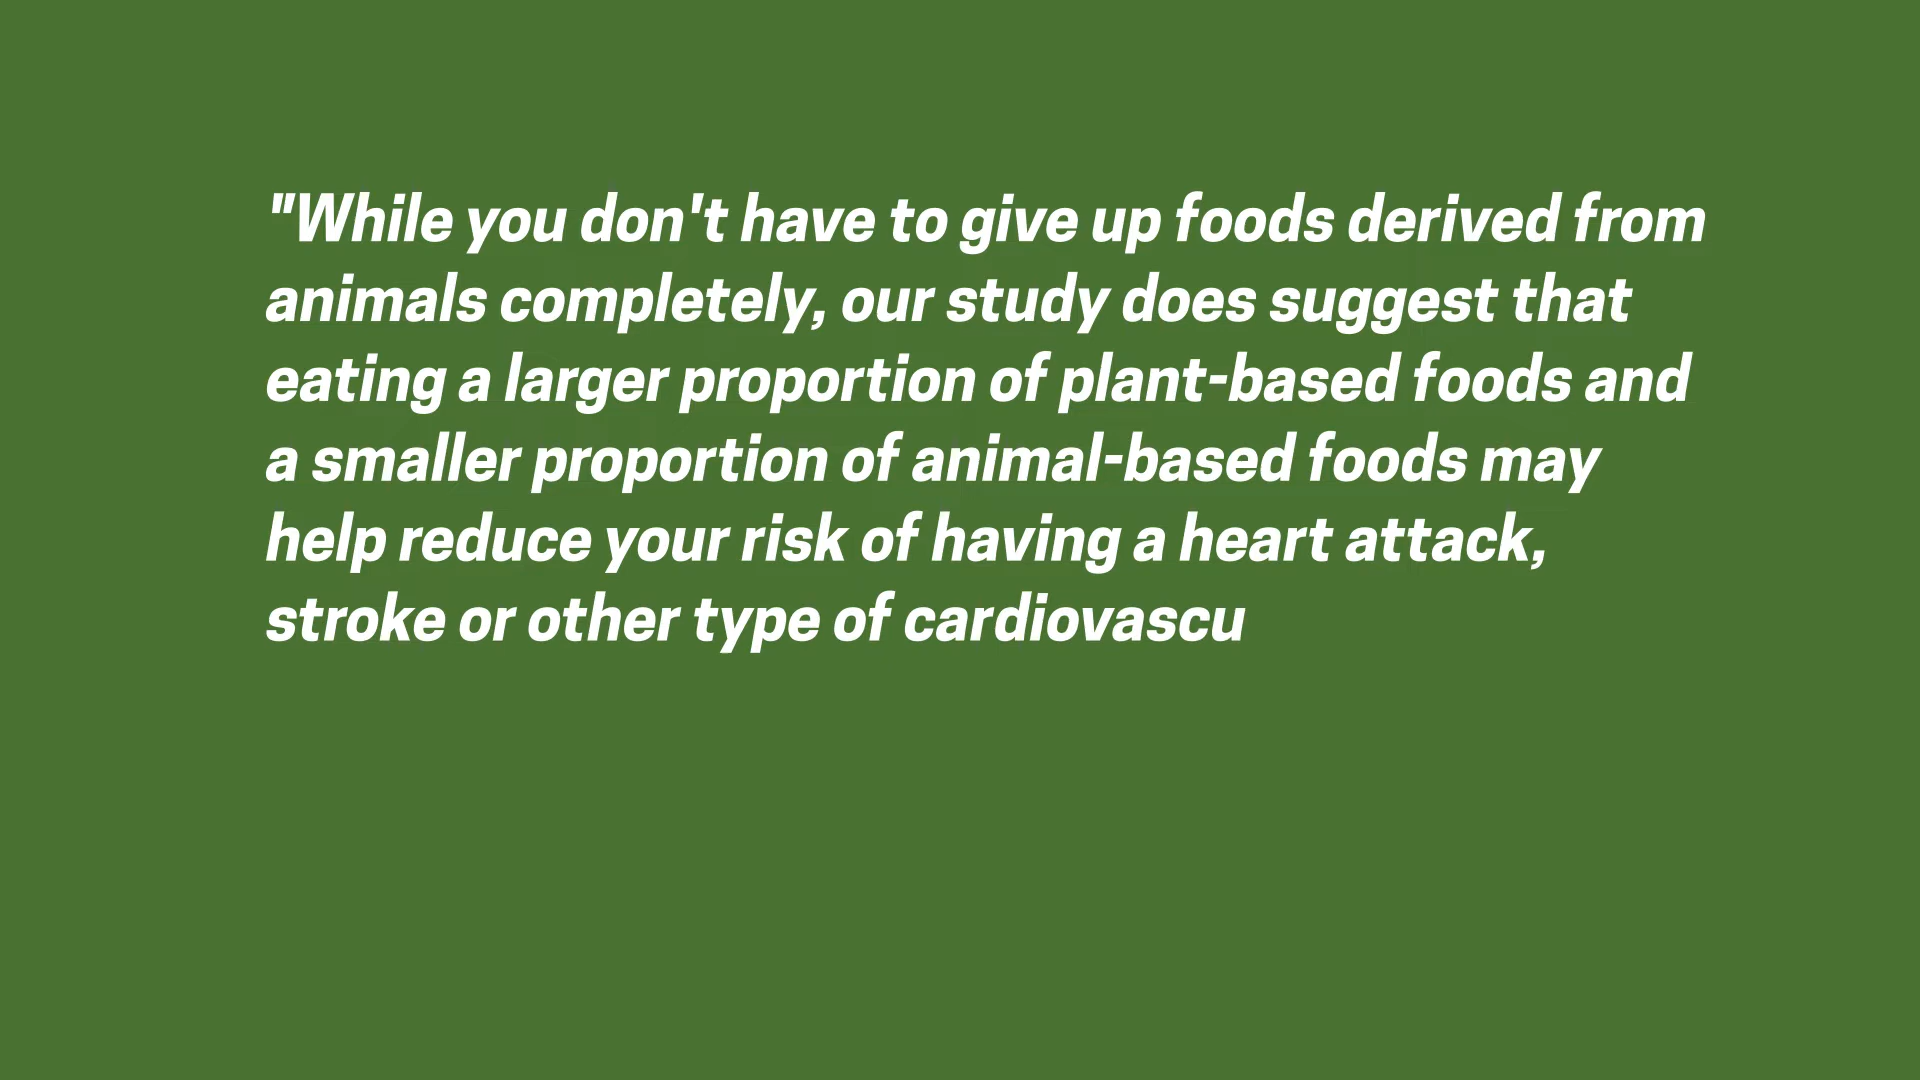 "While you don't have to give up foods derived from
animals completely, our study does suggest that
eating a larger proportion of plant-based foods and
a smaller proportion of animal-based foods may
help reduce your risk of having a heart attack,
stroke or other type of cardiovascu